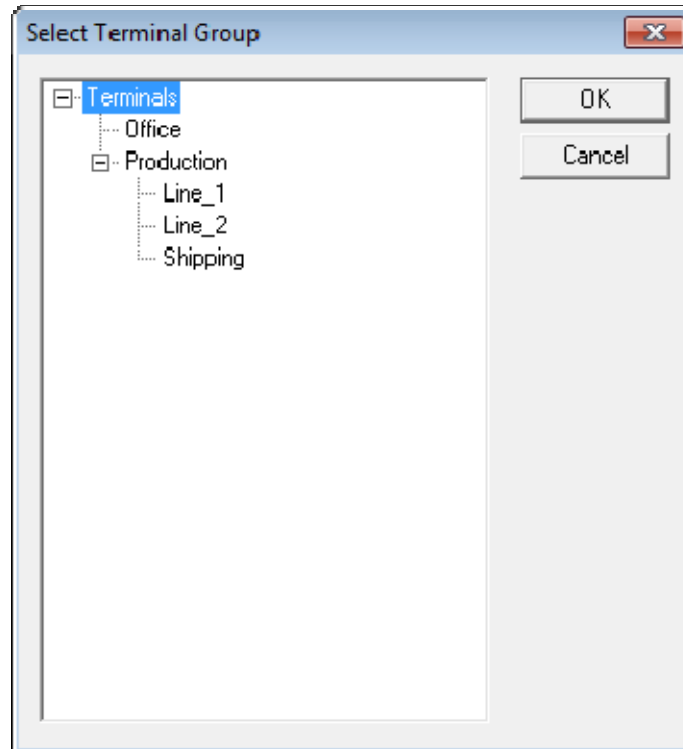 Select Terminal Group
Terminals
Office
Production
Line_1
Line_2
Shipping
OK
Cancel